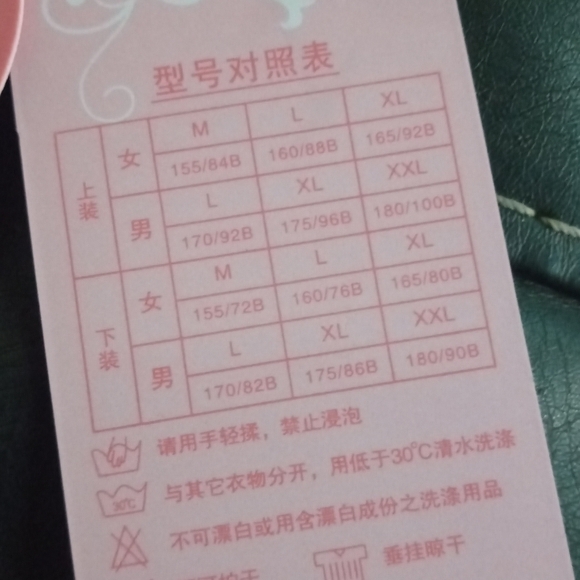 型号对照表
上装
女
M L XL
155/84B 160/88B 165/92B
男
L XL XXL
170/92B 175/96B 180/100B
下装
女
M L XL
155/72B 160/76B 165/80B
男
L XL XXL
170/82B 175/86B 180/90B
请用手轻揉，禁止浸泡
30℃
与其它衣物分开，用低于30℃清水洗涤
不可漂白或用含漂白成份之洗涤用品
垂挂晾干